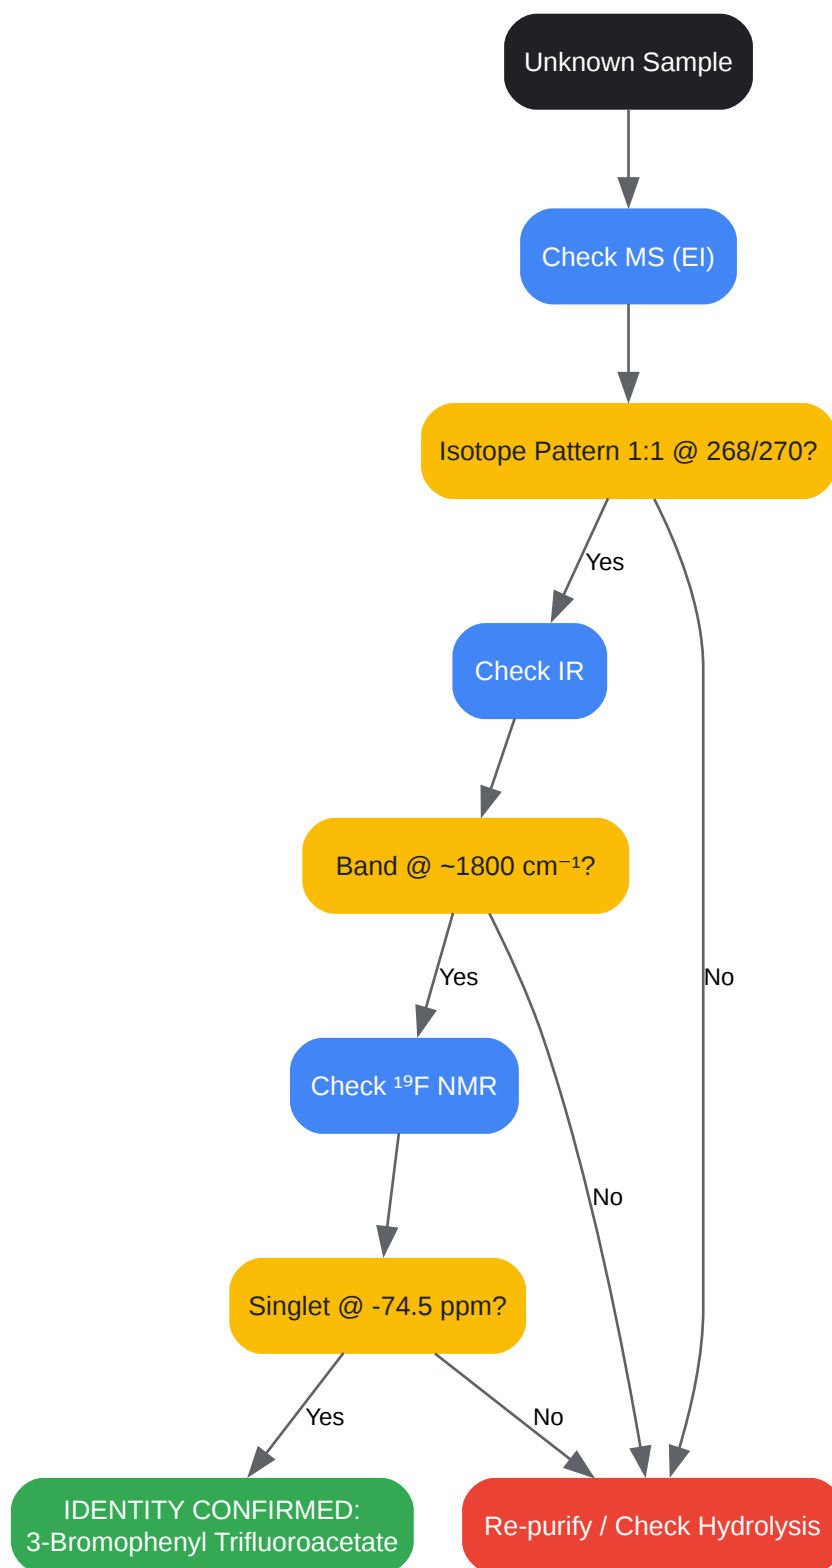 Unknown Sample
Check MS (EI)
Isotope Pattern 1:1 @ 268/270?
Yes
Check IR
Band @ ~1800 cm⁻¹?
Yes
No
Check ¹⁹F NMR
No
Singlet @ -74.5 ppm?
Yes
No
IDENTITY CONFIRMED:
3-Bromophenyl Trifluoroacetate
Re-purify / Check Hydrolysis